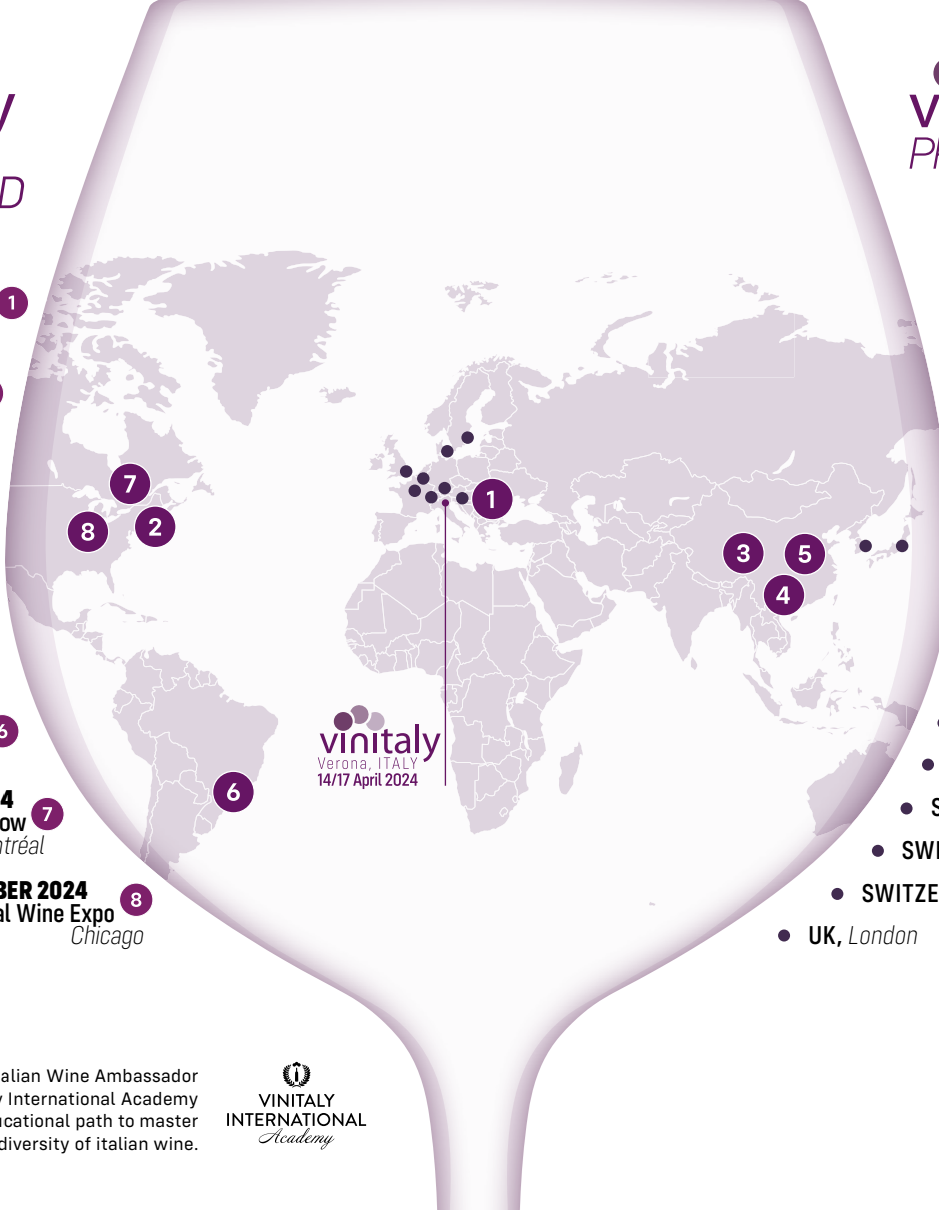 y
D
1
7
8
2
1
3
5
4
vinitaly
Verona, ITALY
14/17 April 2024
6
6
4
OW
7
ntréal
BER 2024
al Wine Expo
8
Chicago
v
S
SWI
SWITZE
UK, London
alian Wine Ambassador
y International Academy
ucational path to master
diversity of italian wine.
VINITALY
INTERNATIONAL
Academy